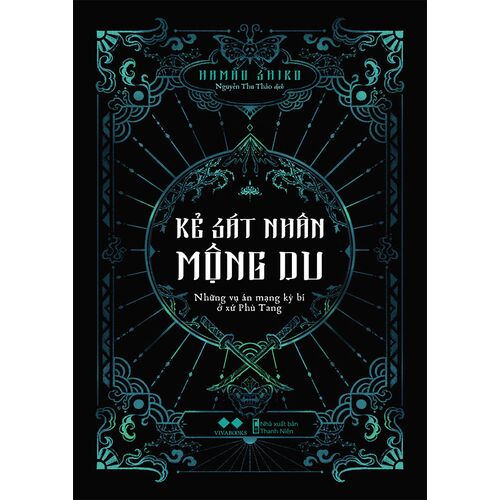 HAMAO SHIRO
Nguyễn Thu Thảo dịch
KẺ SÁT NHÂN
MỘNG DU
Những vụ án mạng kỳ bí
ở xứ Phù Tang
VIVABOOKS
Nhà xuất bản
Thanh Niên